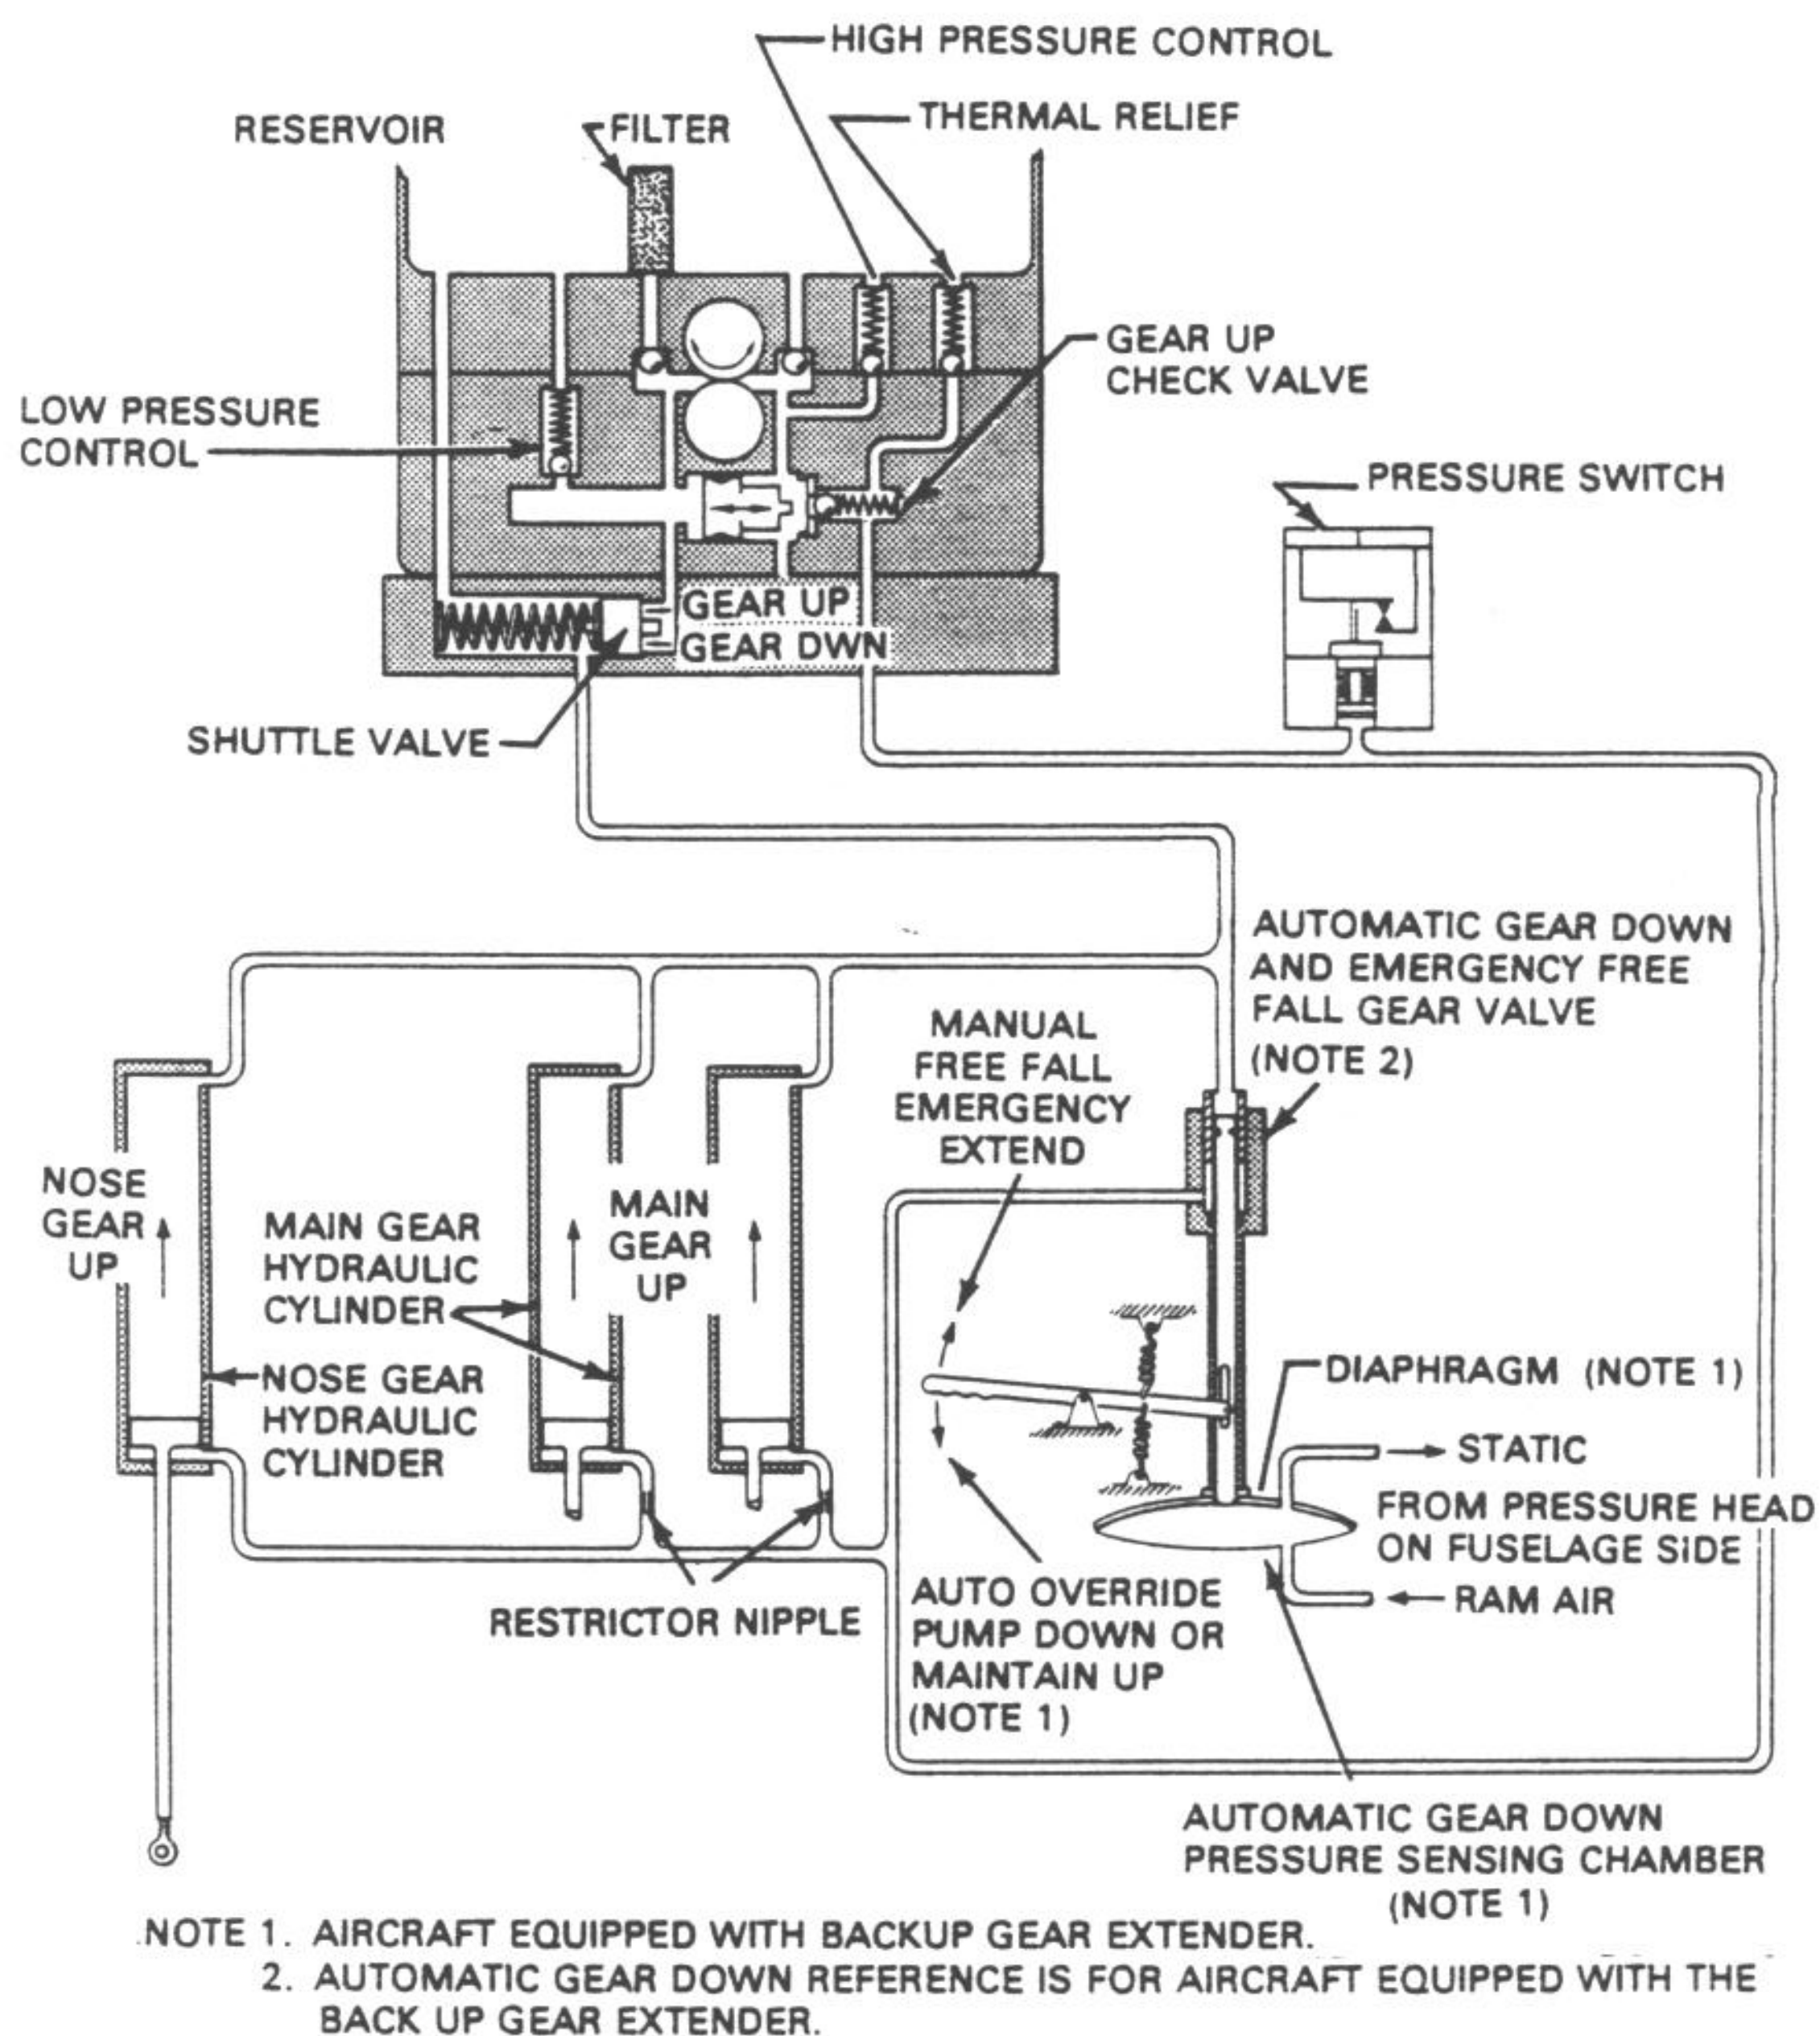 HIGH PRESSURE CONTROL
THERMAL RELIEF
RESERVOIR
FILTER
GEAR UP
CHECK VALVE
LOW PRESSURE
CONTROL
PRESSURE SWITCH
GEAR UP
GEAR DWN
SHUTTLE VALVE
AUTOMATIC GEAR DOWN
AND EMERGENCY FREE
FALL GEAR VALVE
(NOTE 2)
MANUAL
FREE FALL
EMERGENCY
EXTEND
NOSE
GEAR
UP
MAIN GEAR
HYDRAULIC
CYLINDER
MAIN
GEAR
UP
NOSE GEAR
HYDRAULIC
CYLINDER
DIAPHRAGM (NOTE 1)
STATIC
FROM PRESSURE HEAD
ON FUSELAGE SIDE
RAM AIR
RESTRICTOR NIPPLE
AUTO OVERRIDE
PUMP DOWN OR
MAINTAIN UP
(NOTE 1)
AUTOMATIC GEAR DOWN
PRESSURE SENSING CHAMBER
(NOTE 1)
NOTE 1. AIRCRAFT EQUIPPED WITH BACKUP GEAR EXTENDER.
2. AUTOMATIC GEAR DOWN REFERENCE IS FOR AIRCRAFT EQUIPPED WITH THE
BACK UP GEAR EXTENDER.